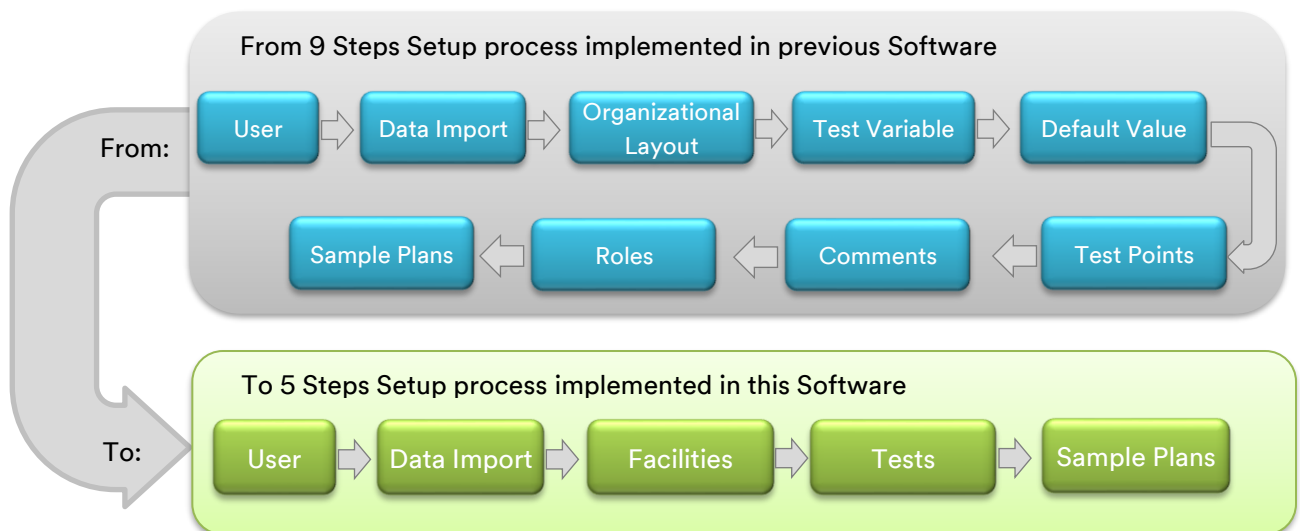 From 9 Steps Setup process implemented in previous Software
From:
User
Data Import
Organizational
Layout
Test Variable
Default Value
Test Points
Comments
Roles
Sample Plans
To 5 Steps Setup process implemented in this Software
To:
User
Data Import
Facilities
Tests
Sample Plans